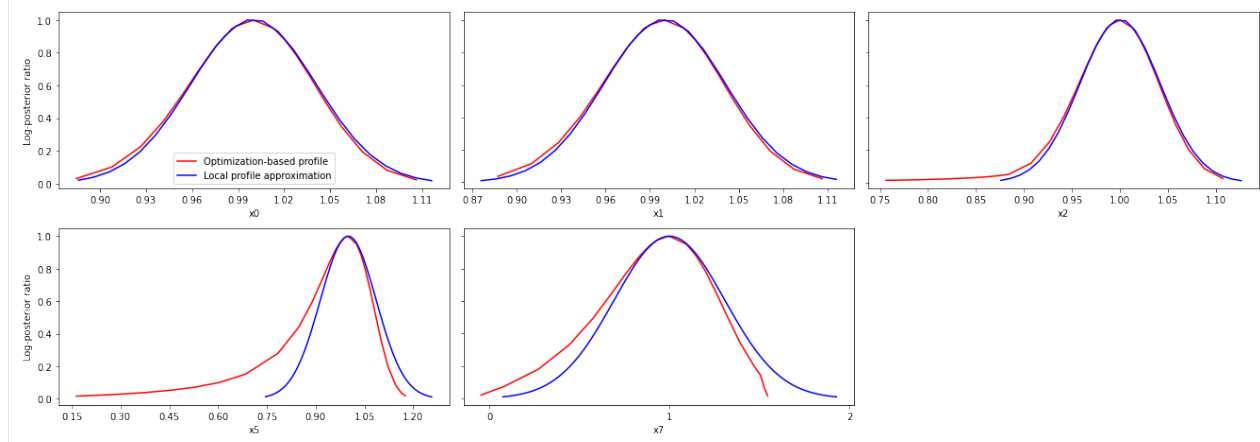 Log-posterior ratio
1.0
0.8
0.6
0.4
0.2
0.0
Optimization-based profile
Local profile approximation
0.90 0.93 0.96 0.99 1.02 1.05 1.08 1.11
x0
0.87 0.90 0.93 0.96 0.99 1.02 1.05 1.08 1.11
x1
0.75 0.80 0.85 0.90 0.95 1.00 1.05 1.10
x2
Log-posterior ratio
1.0
0.8
0.6
0.4
0.2
0.0
0.15 0.30 0.45 0.60 0.75 0.90 1.05 1.20
x5
0 1 2
x7